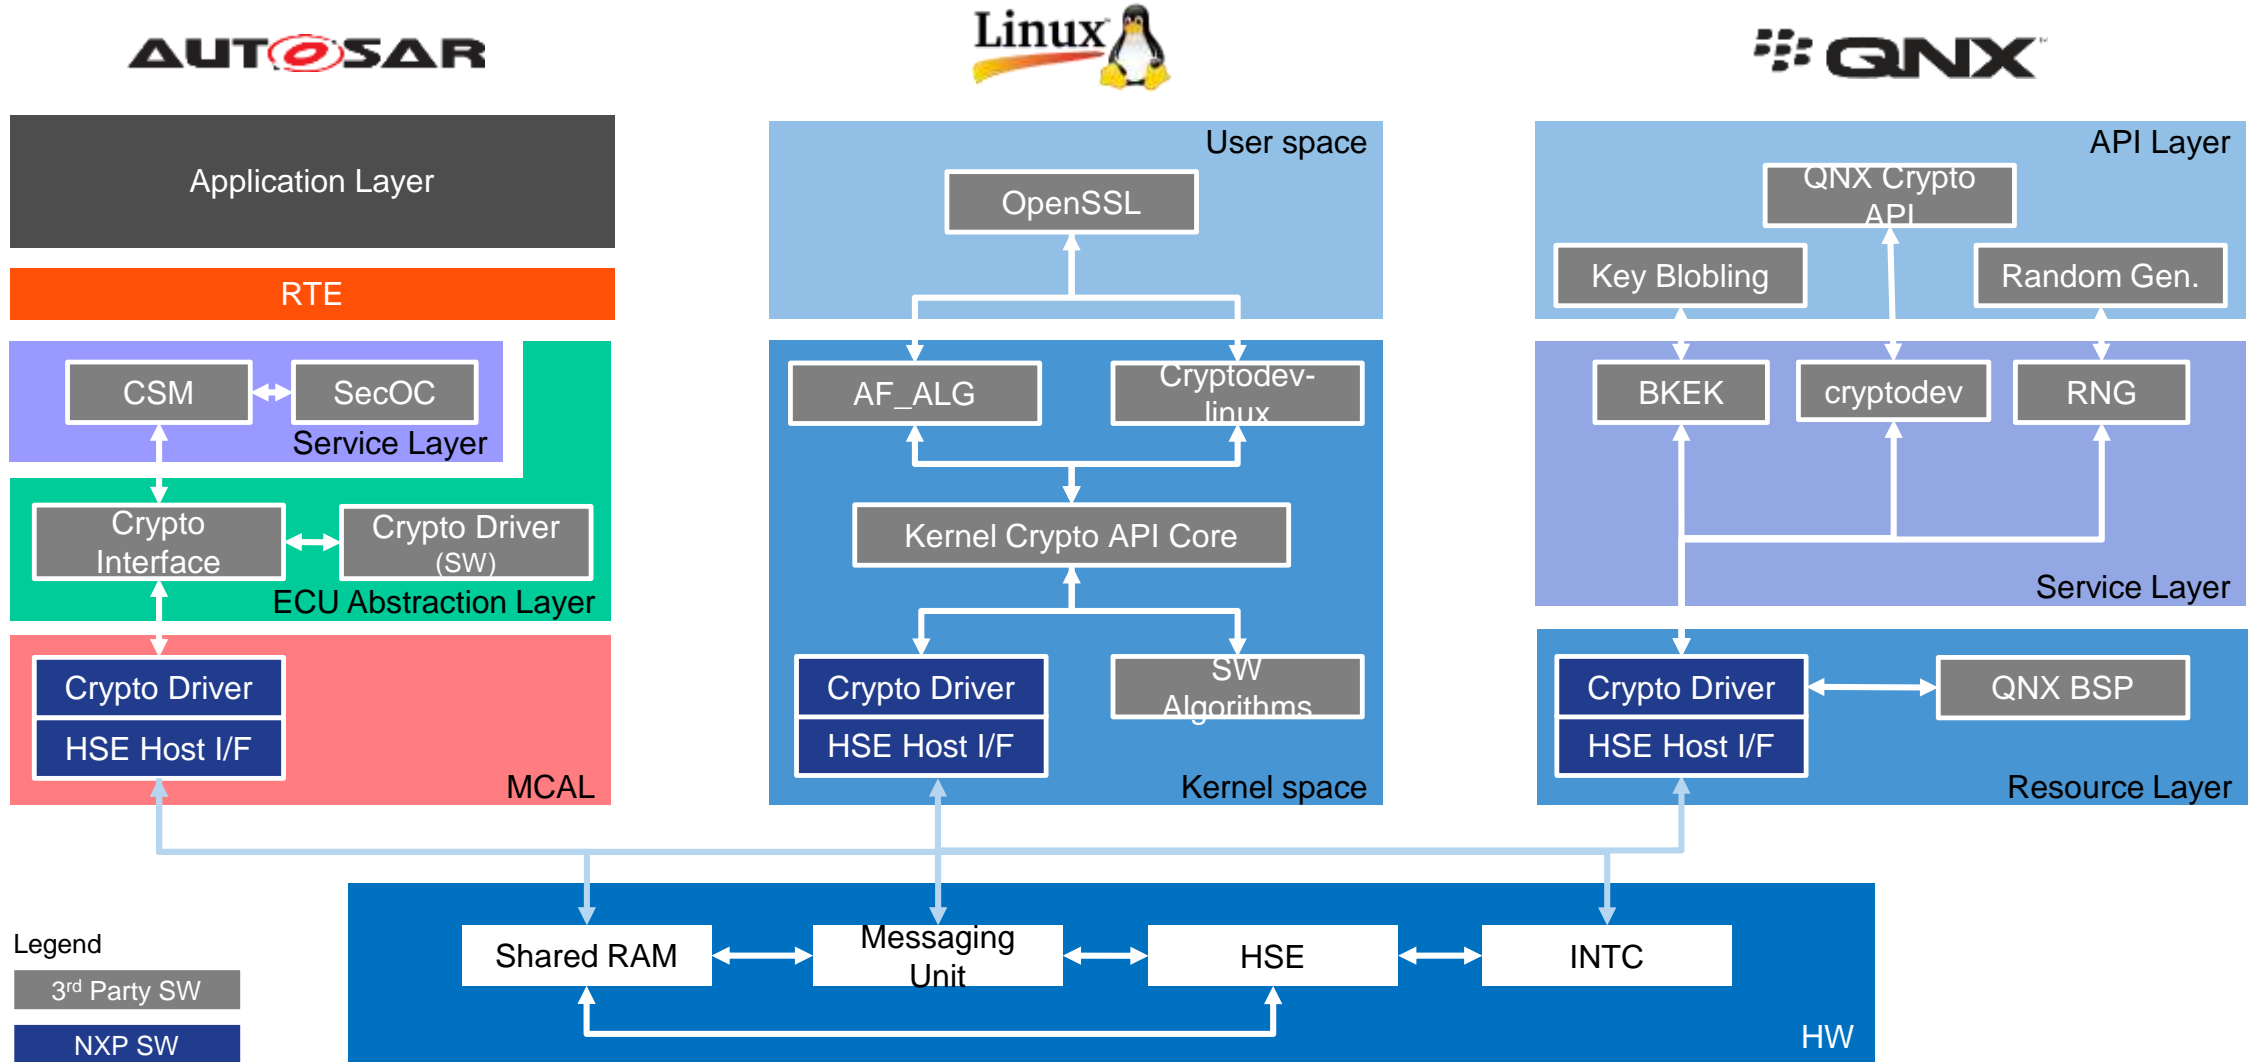 AUTOSAR
Linux
QNX
Application Layer
RTE
CSM
SecOC
Service Layer
Crypto
Interface
Crypto Driver
(SW)
ECU Abstraction Layer
Crypto Driver
HSE Host I/F
MCAL
User space
OpenSSL
AF_ALG
Cryptodev-
linux
Kernel Crypto API Core
Crypto Driver
HSE Host I/F
SW
Algorithms
Kernel space
API Layer
QNX Crypto
API
Key Blobling
Random Gen.
BKEK
cryptodev
RNG
Service Layer
Crypto Driver
HSE Host I/F
QNX BSP
Resource Layer
Shared RAM
Messaging
Unit
HSE
INTC
HW
Legend
3rd Party SW
NXP SW